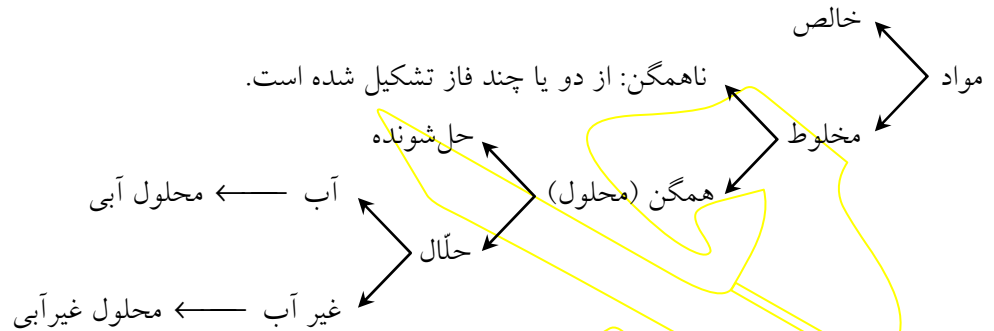 خالص
مواد
ناهمگن: از دو یا چند فاز تشکیل شده است.
مخلوط
حل‌شونده
همگن (محلول)
آب ⟵ محلول آبی
حلّال
غیر آب ⟵ محلول غیرآبی